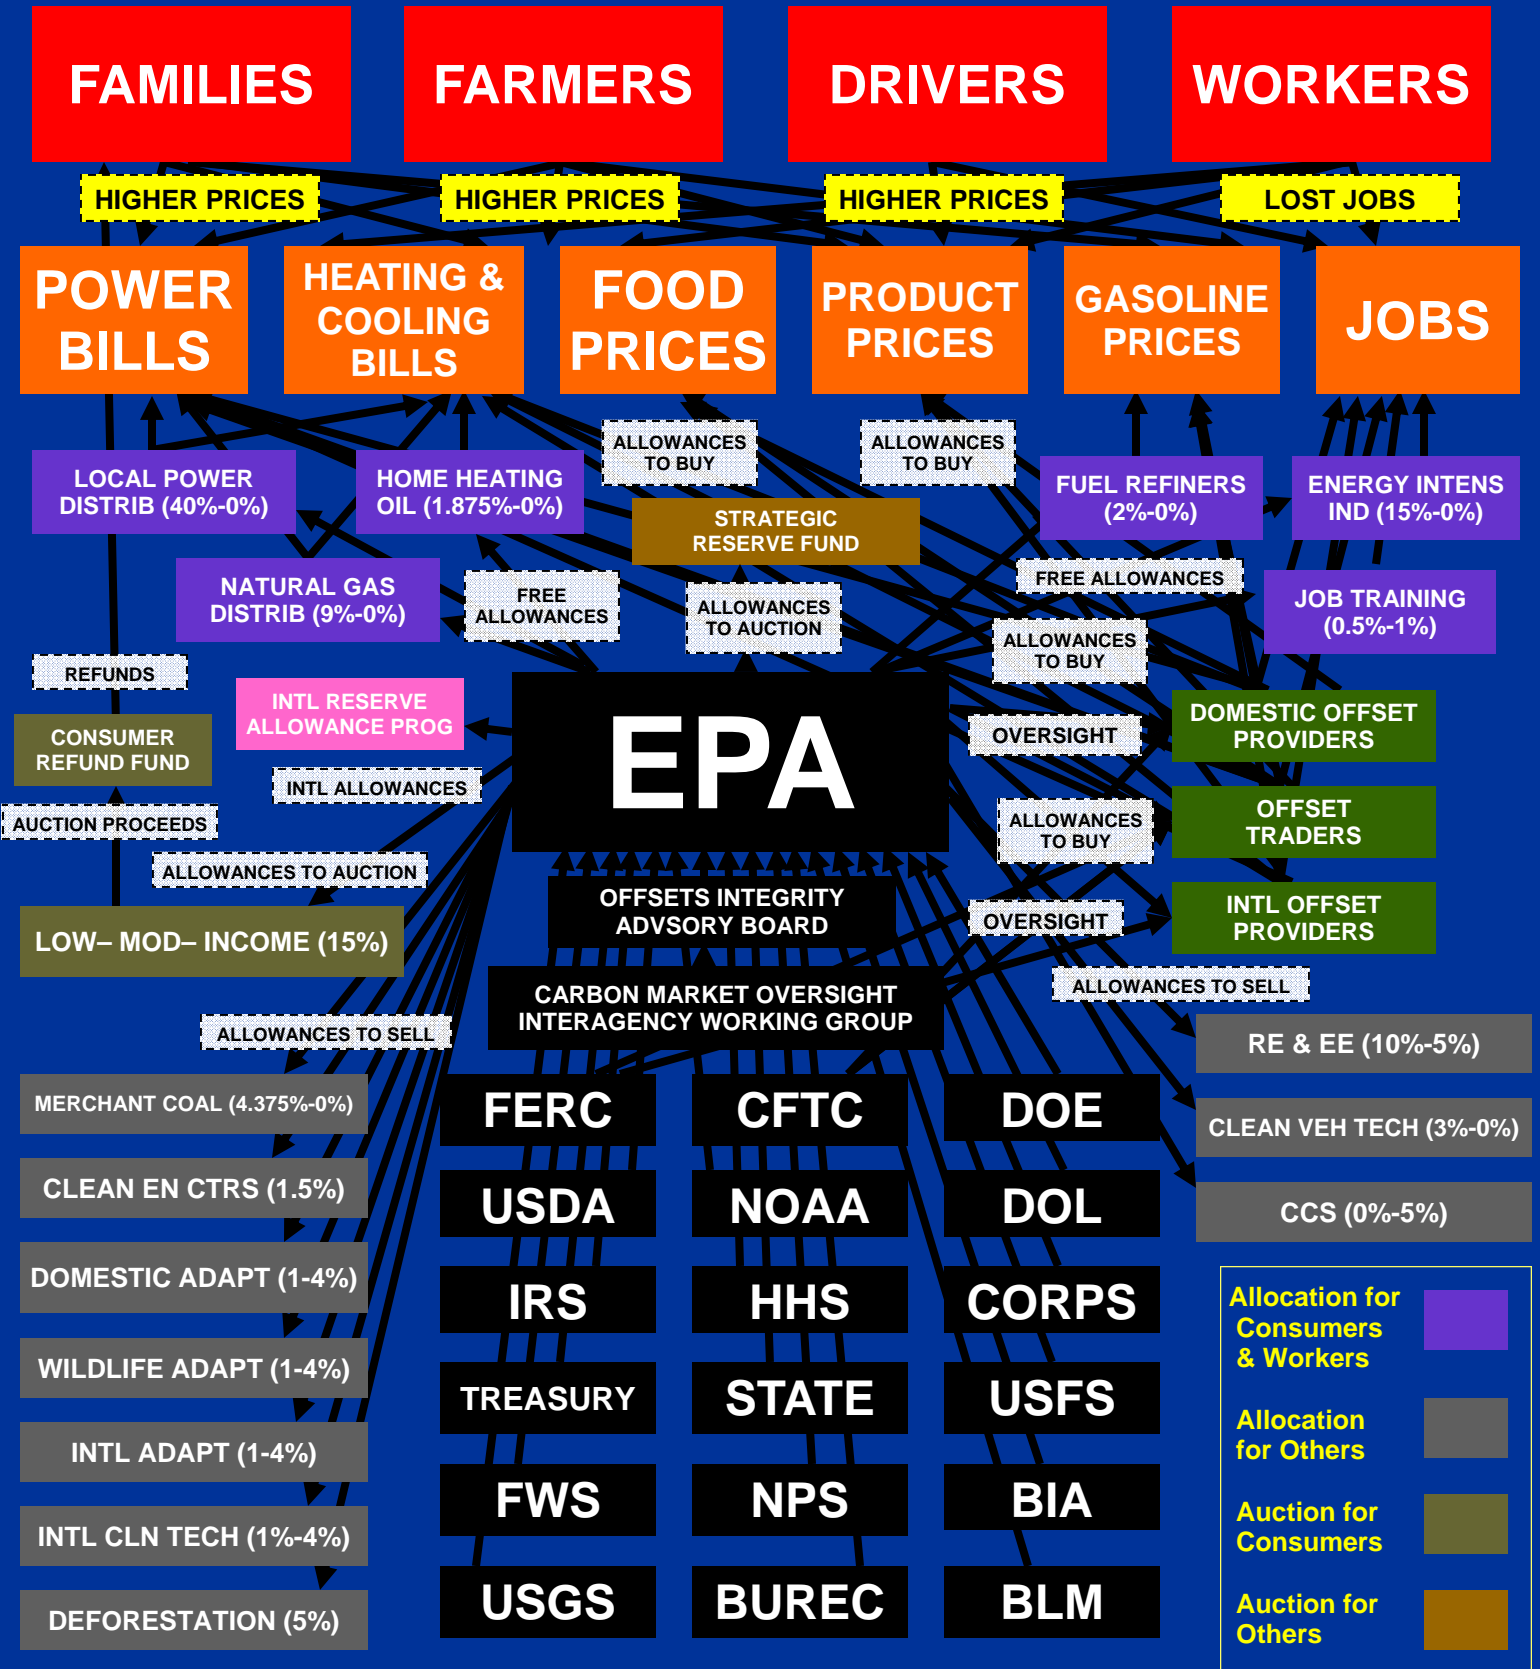 FAMILIES
FARMERS
DRIVERS
WORKERS
HIGHER PRICES
HIGHER PRICES
HIGHER PRICES
LOST JOBS
POWER
BILLS
HEATING &
COOLING
BILLS
FOOD
PRICES
PRODUCT
PRICES
GASOLINE
PRICES
JOBS
ALLOWANCES
TO BUY
ALLOWANCES
TO BUY
LOCAL POWER
DISTRIB (40%-0%)
HOME HEATING
OIL (1.875%-0%)
STRATEGIC
RESERVE FUND
FUEL REFINERS
(2%-0%)
ENERGY INTENS
IND (15%-0%)
NATURAL GAS
DISTRIB (9%-0%)
FREE
ALLOWANCES
ALLOWANCES
TO AUCTION
FREE ALLOWANCES
JOB TRAINING
(0.5%-1%)
ALLOWANCES
TO BUY
REFUNDS
INTL RESERVE
ALLOWANCE PROG
CONSUMER
REFUND FUND
EPA
OVERSIGHT
DOMESTIC OFFSET
PROVIDERS
INTL ALLOWANCES
AUCTION PROCEEDS
ALLOWANCES
TO BUY
OFFSET
TRADERS
ALLOWANCES TO AUCTION
OFFSETS INTEGRITY
ADVSORY BOARD
OVERSIGHT
INTL OFFSET
PROVIDERS
LOW– MOD– INCOME (15%)
CARBON MARKET OVERSIGHT
INTERAGENCY WORKING GROUP
ALLOWANCES TO SELL
ALLOWANCES TO SELL
RE & EE (10%-5%)
MERCHANT COAL (4.375%-0%)
FERC
CFTC
DOE
CLEAN VEH TECH (3%-0%)
CLEAN EN CTRS (1.5%)
USDA
NOAA
DOL
CCS (0%-5%)
DOMESTIC ADAPT (1-4%)
IRS
HHS
CORPS
WILDLIFE ADAPT (1-4%)
TREASURY
STATE
USFS
INTL ADAPT (1-4%)
FWS
NPS
BIA
INTL CLN TECH (1%-4%)
USGS
BUREC
BLM
DEFORESTATION (5%)
Allocation for
Consumers
& Workers
Allocation
for Others
Auction for
Consumers
Auction for
Others